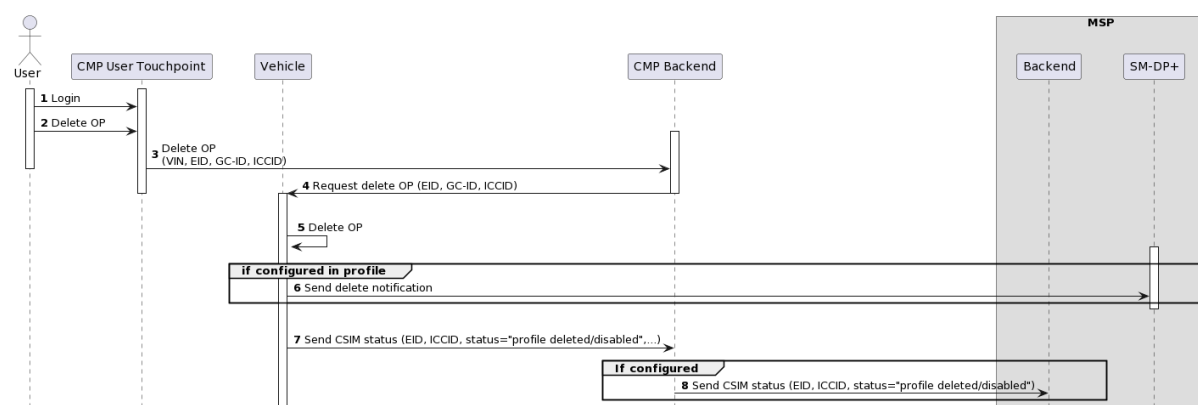 MSP
User
CMP User Touchpoint
Vehicle
CMP Backend
Backend
SM-DP+
1 Login
2 Delete OP
3 Delete OP
(VIN, EID, GC-ID, ICCID)
4 Request delete OP (EID, GC-ID, ICCID)
5 Delete OP
if configured in profile
6 Send delete notification
7 Send CSIM status (EID, ICCID, status="profile deleted/disabled",...)
If configured
8 Send CSIM status (EID, ICCID, status="profile deleted/disabled")